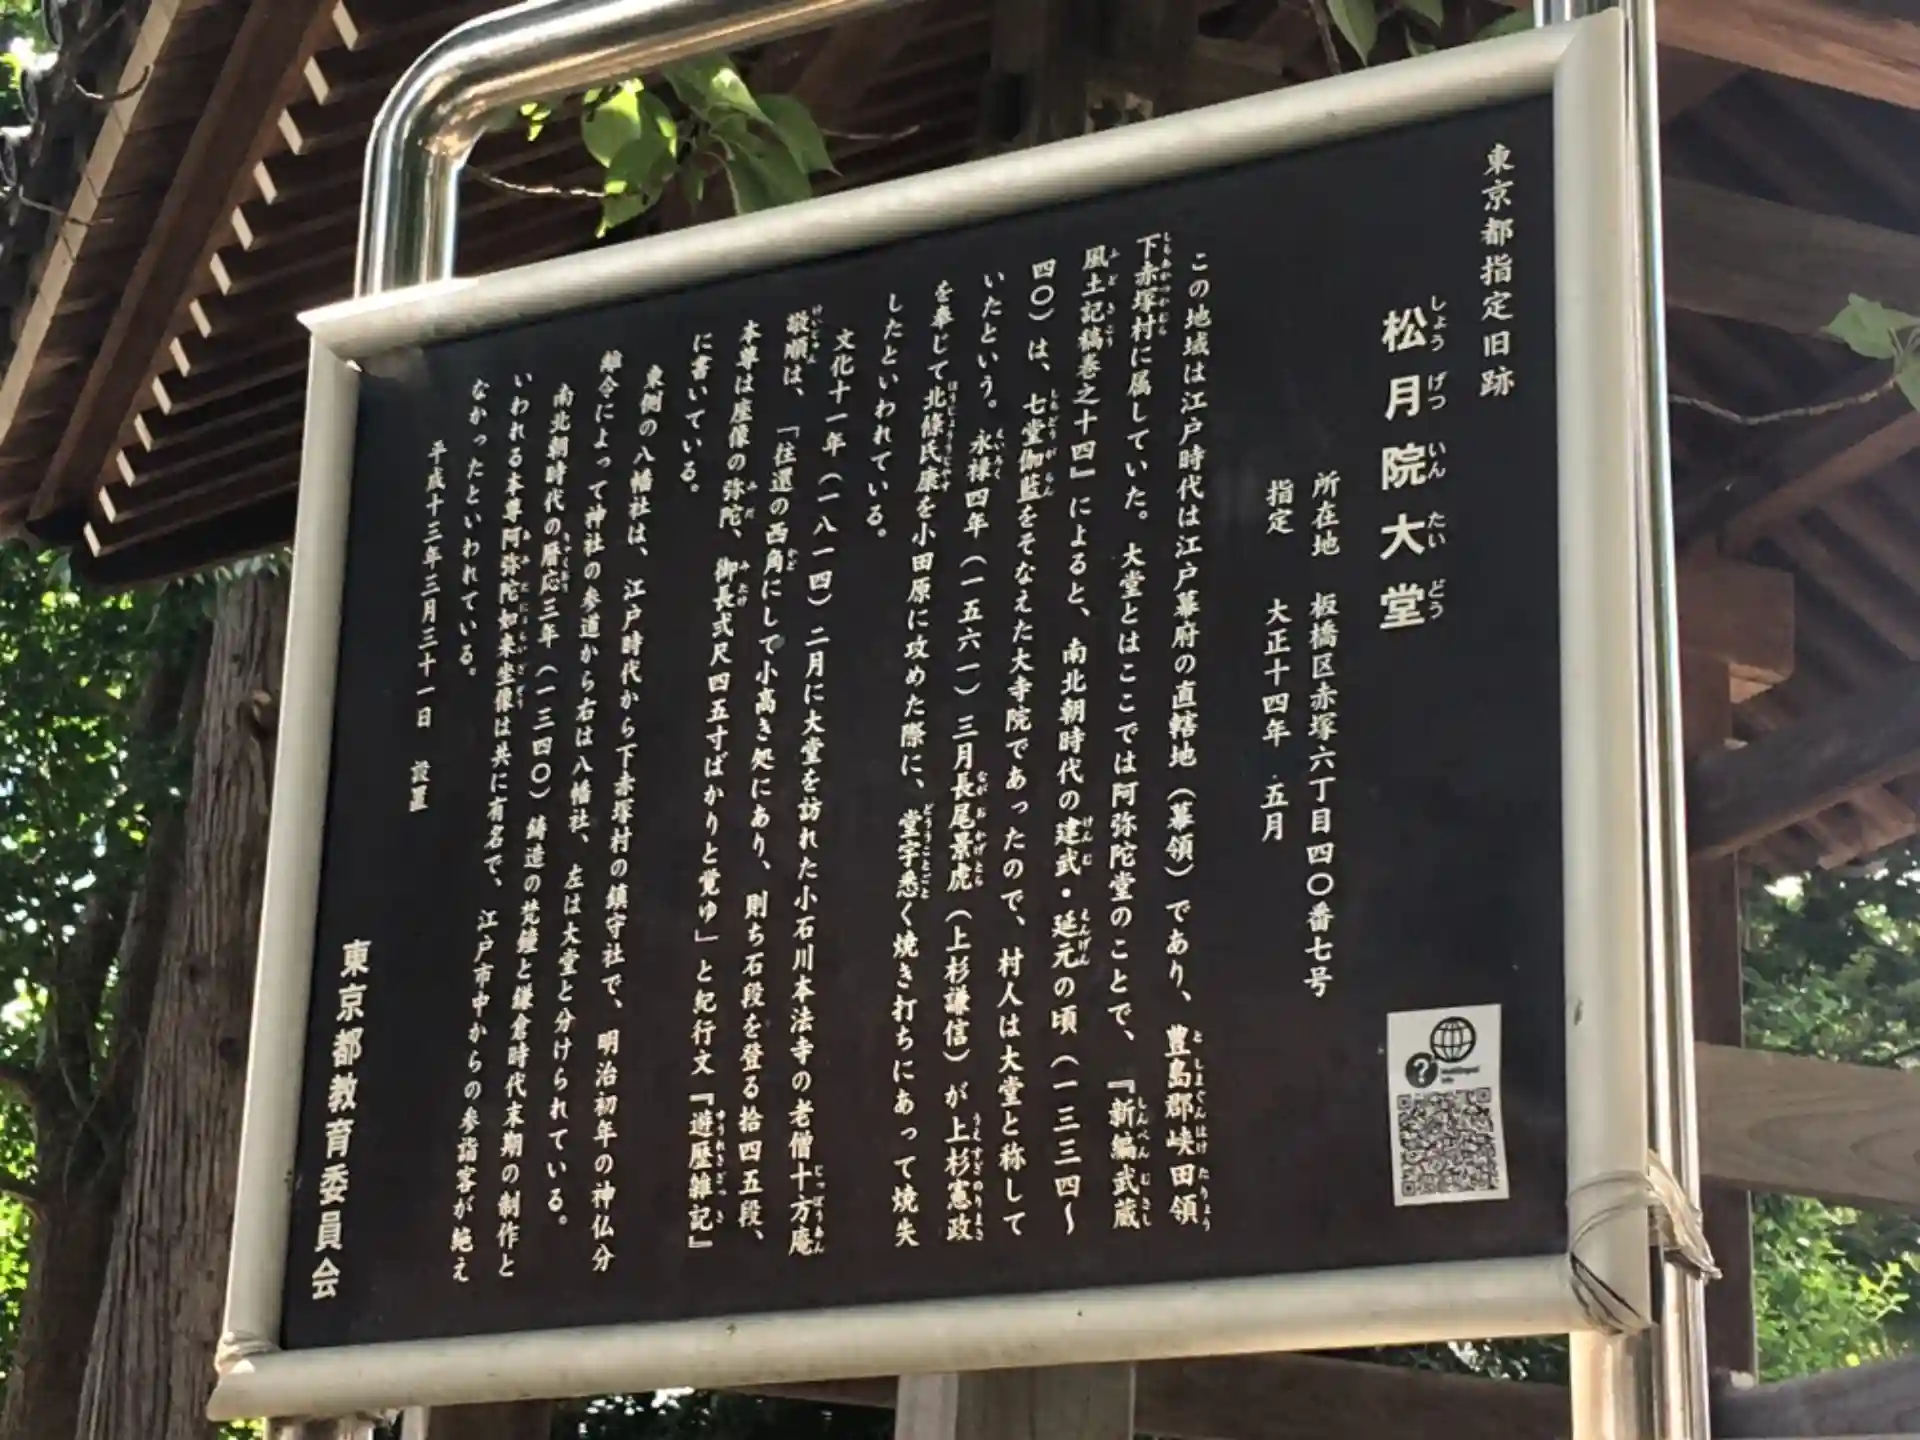 東京都指定旧跡
松月院大堂
しょう げつ いん たい どう
所在地 板橋区赤塚六丁目四〇番七号
指定 大正十四年 五月
この地域は江戸時代は江戸幕府の直轄地（幕領）であり、豊島郡峡田領
下赤塚村に属していた。大堂とはここでは阿弥陀堂のことで、『新編武蔵
風土記稿巻之十四』によると、南北朝時代の建武・延元の頃（一三三四～
四〇）は、七堂伽藍をそなえた大寺院であったので、村人は大堂と称して
いたという。永禄四年（一五六一）三月長尾景虎（上杉謙信）が上杉憲政
を奉じて北條氏康を小田原に攻めた際に、堂宇悉く焼き打ちにあって焼失
したといわれている。
文化十一年（一八一四）二月に大堂を訪れた小石川本法寺の老僧十方庵
敬順は、「往還の西角にして小高き処にあり、則ち石段を登る拾四五段、
本尊は座像の弥陀、御長弐尺四五寸ばかりと覚ゆ」と紀行文『遊歴雑記』
に書いている。
東側の八幡社は、江戸時代から下赤塚村の鎮守社で、明治初年の神仏分
離令によって神社の参道から右は八幡社、左は大堂と分けられている。
南北朝時代の暦応三年（一三四〇）鋳造の梵鐘と鎌倉時代末期の制作と
いわれる本尊阿弥陀如来坐像は共に有名で、江戸市中からの参詣客が絶え
なかったといわれている。
平成十三年三月三十一日 設置
東京都教育委員会